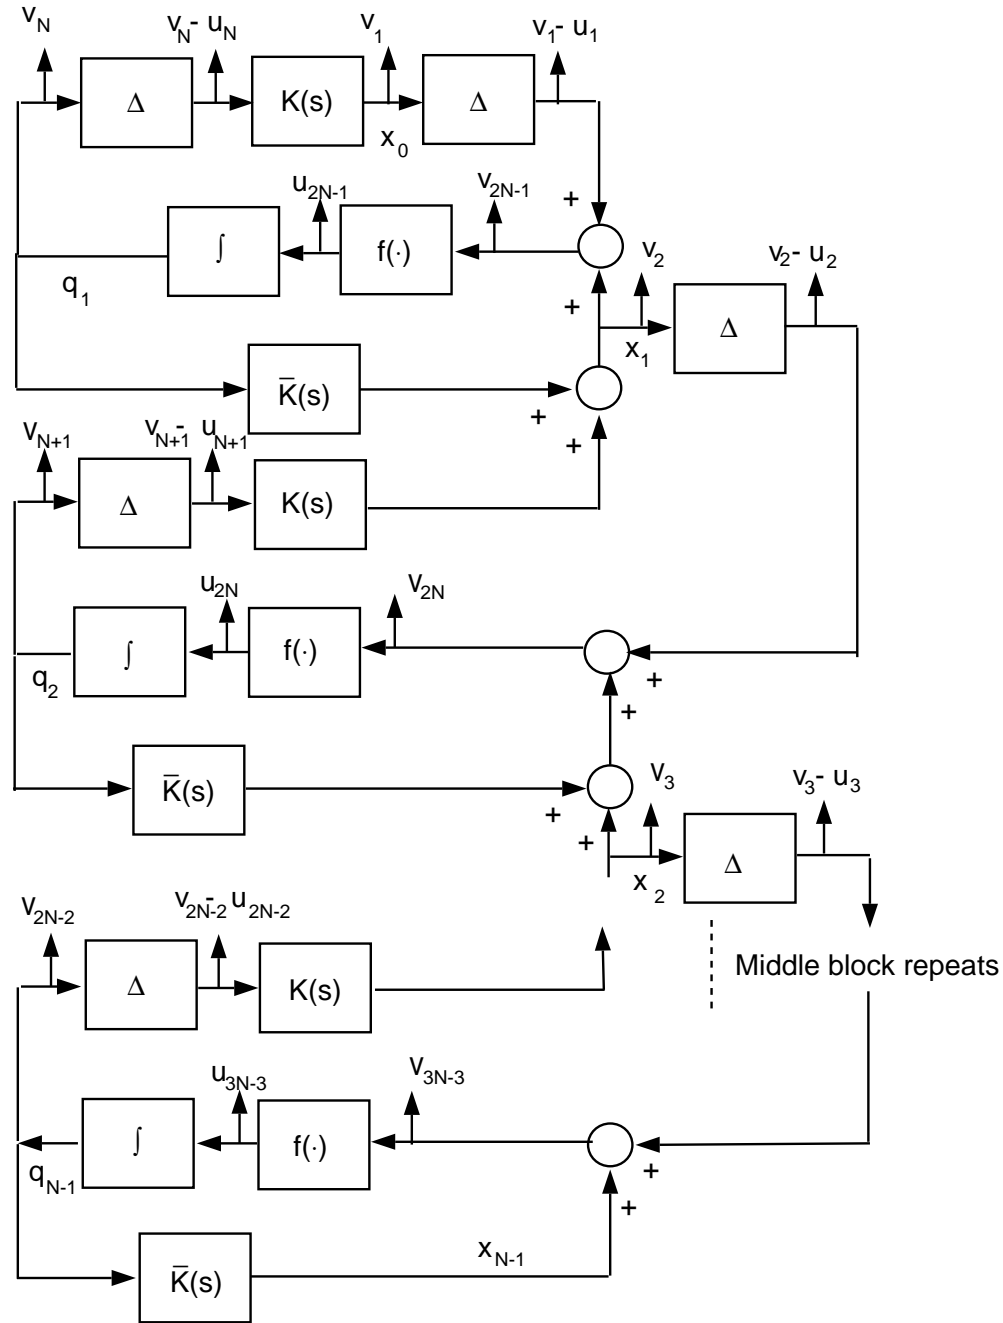 v_N v_N - u_N v_1 v_1 - u_1
Δ K(s) Δ
x_0
u_2N-1 v_2N-1 +
∫ f(·) v_2 v_2 - u_2
q_1 + Δ
x_1
K̄(s) + +
v_N+1 v_N+1 - u_N+1
Δ K(s)
u_2N v_2N
∫ f(·)
q_2 + +
K̄(s) + + v_3 v_3 - u_3
Δ
x_2
v_2N-2 v_2N-2 - u_2N-2
Δ K(s) Middle block repeats
u_3N-3 v_3N-3
∫ f(·)
q_N-1 + +
K̄(s) x_N-1